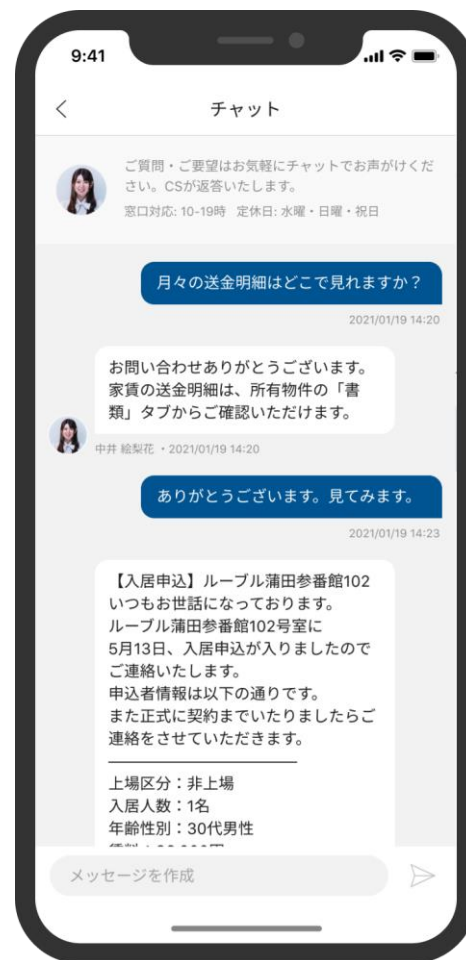 9:41
チャット
ご質問・ご要望はお気軽にチャットでお声がけくだ
さい。CSが返答いたします。
窓口対応: 10-19時 定休日: 水曜・日曜・祝日
月々の送金明細はどこで見れますか？
2021/01/19 14:20
お問い合わせありがとうございます。
家賃の送金明細は、所有物件の「書
類」タブからご確認いただけます。
中井 絵梨花 ・2021/01/19 14:20
ありがとうございます。見てみます。
2021/01/19 14:23
【入居申込】ルーブル蒲田参番館102
いつもお世話になっております。
ルーブル蒲田参番館102号室に
5月13日、入居申込が入りましたので
ご連絡いたします。
申込者情報は以下の通りです。
また正式に契約までいたりましたらご
連絡をさせていただきます。
上場区分：非上場
入居人数：1名
年齢性別：30代男性
メッセージを作成